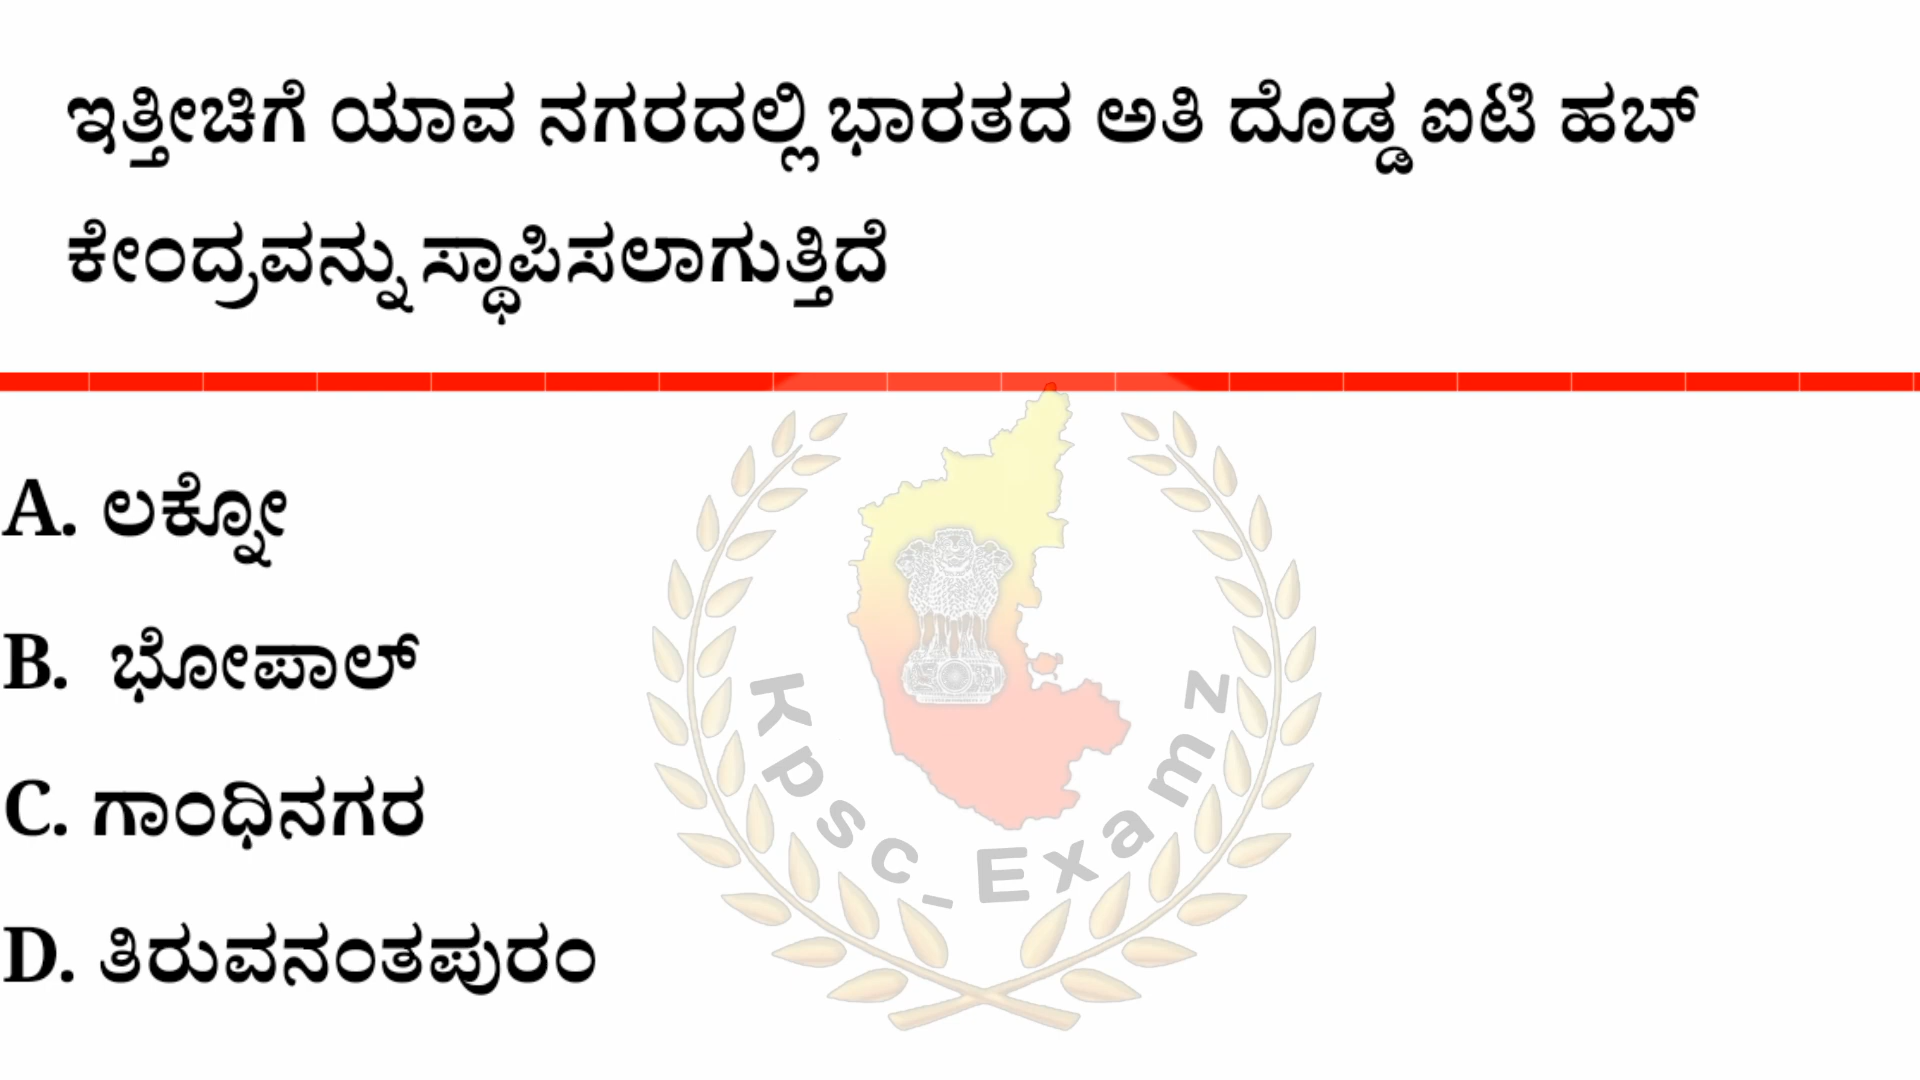 ಇತ್ತೀಚಿಗೆ ಯಾವ ನಗರದಲ್ಲಿ ಭಾರತದ ಅತಿ ದೊಡ್ಡ ಐಟಿ ಹಬ್
ಕೇಂದ್ರವನ್ನು ಸ್ಥಾಪಿಸಲಾಗುತ್ತಿದೆ
A. ಲಕ್ನೋ
B. ಭೋಪಾಲ್
C. ಗಾಂಧಿನಗರ
D. ತಿರುವನಂತಪುರಂ
Kpsc_Examz